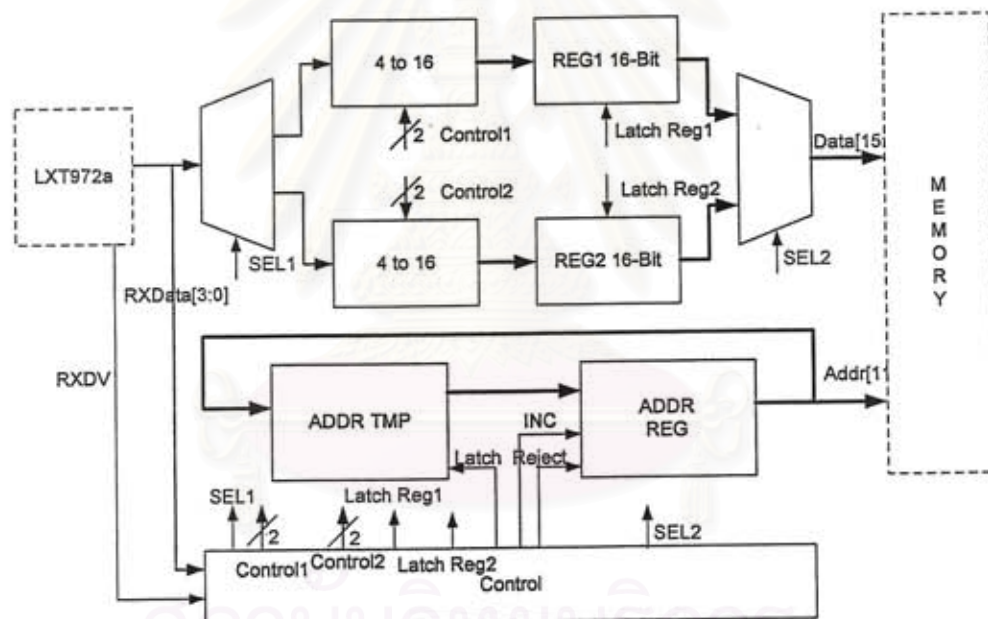 4 to 16
REG1 16-Bit
2
Control1
Latch Reg1
Data[15
LXT972a
Control2
2
Latch Reg2
SEL1
4 to 16
REG2 16-Bit
SEL2
MEMORY
RXData[3:0]
RXDV
ADDR TMP
INC
ADDR
REG
Addr[11
Latch
Reject
SEL1
2
Latch Reg1
2
SEL2
Control1
Control2
Latch Reg2
Control